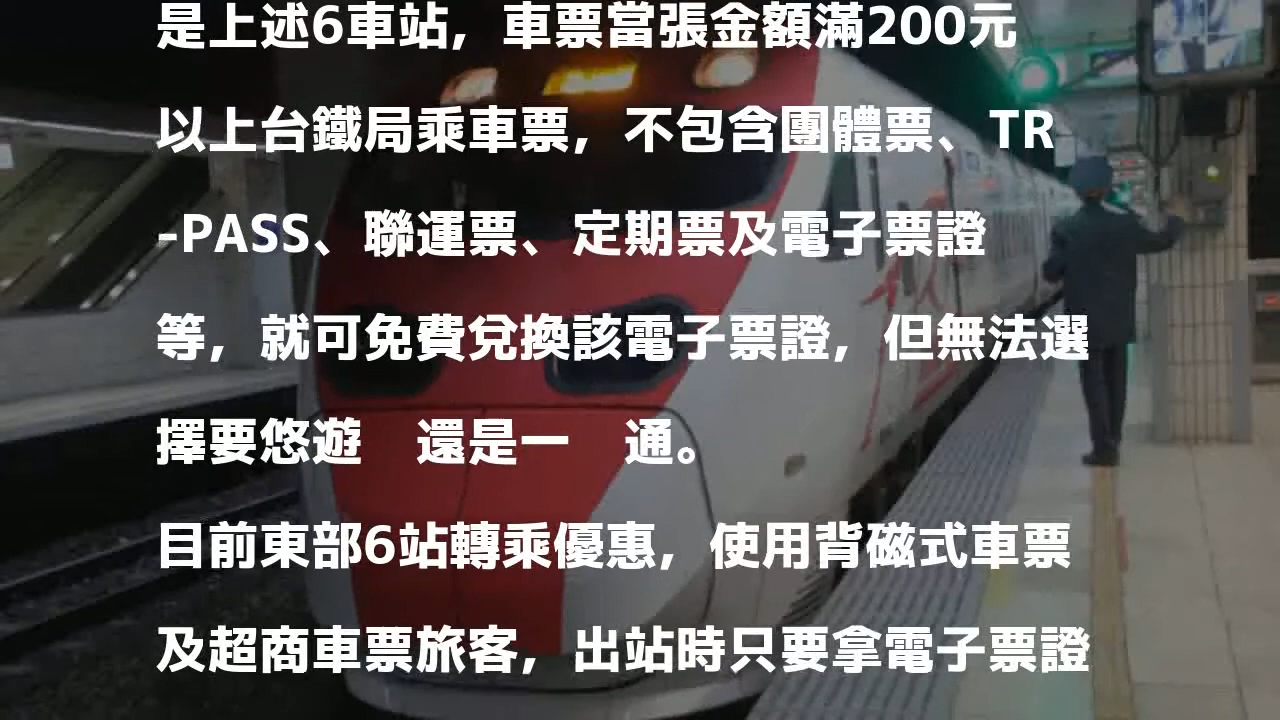 是上述6車站，車票當張金額滿200元
以上台鐵局乘車票，不包含團體票、TR
-PASS、聯運票、定期票及電子票證
等，就可免費兌換該電子票證，但無法選
擇要悠遊　還是一　通。
目前東部6站轉乘優惠，使用背磁式車票
及超商車票旅客，出站時只要拿電子票證